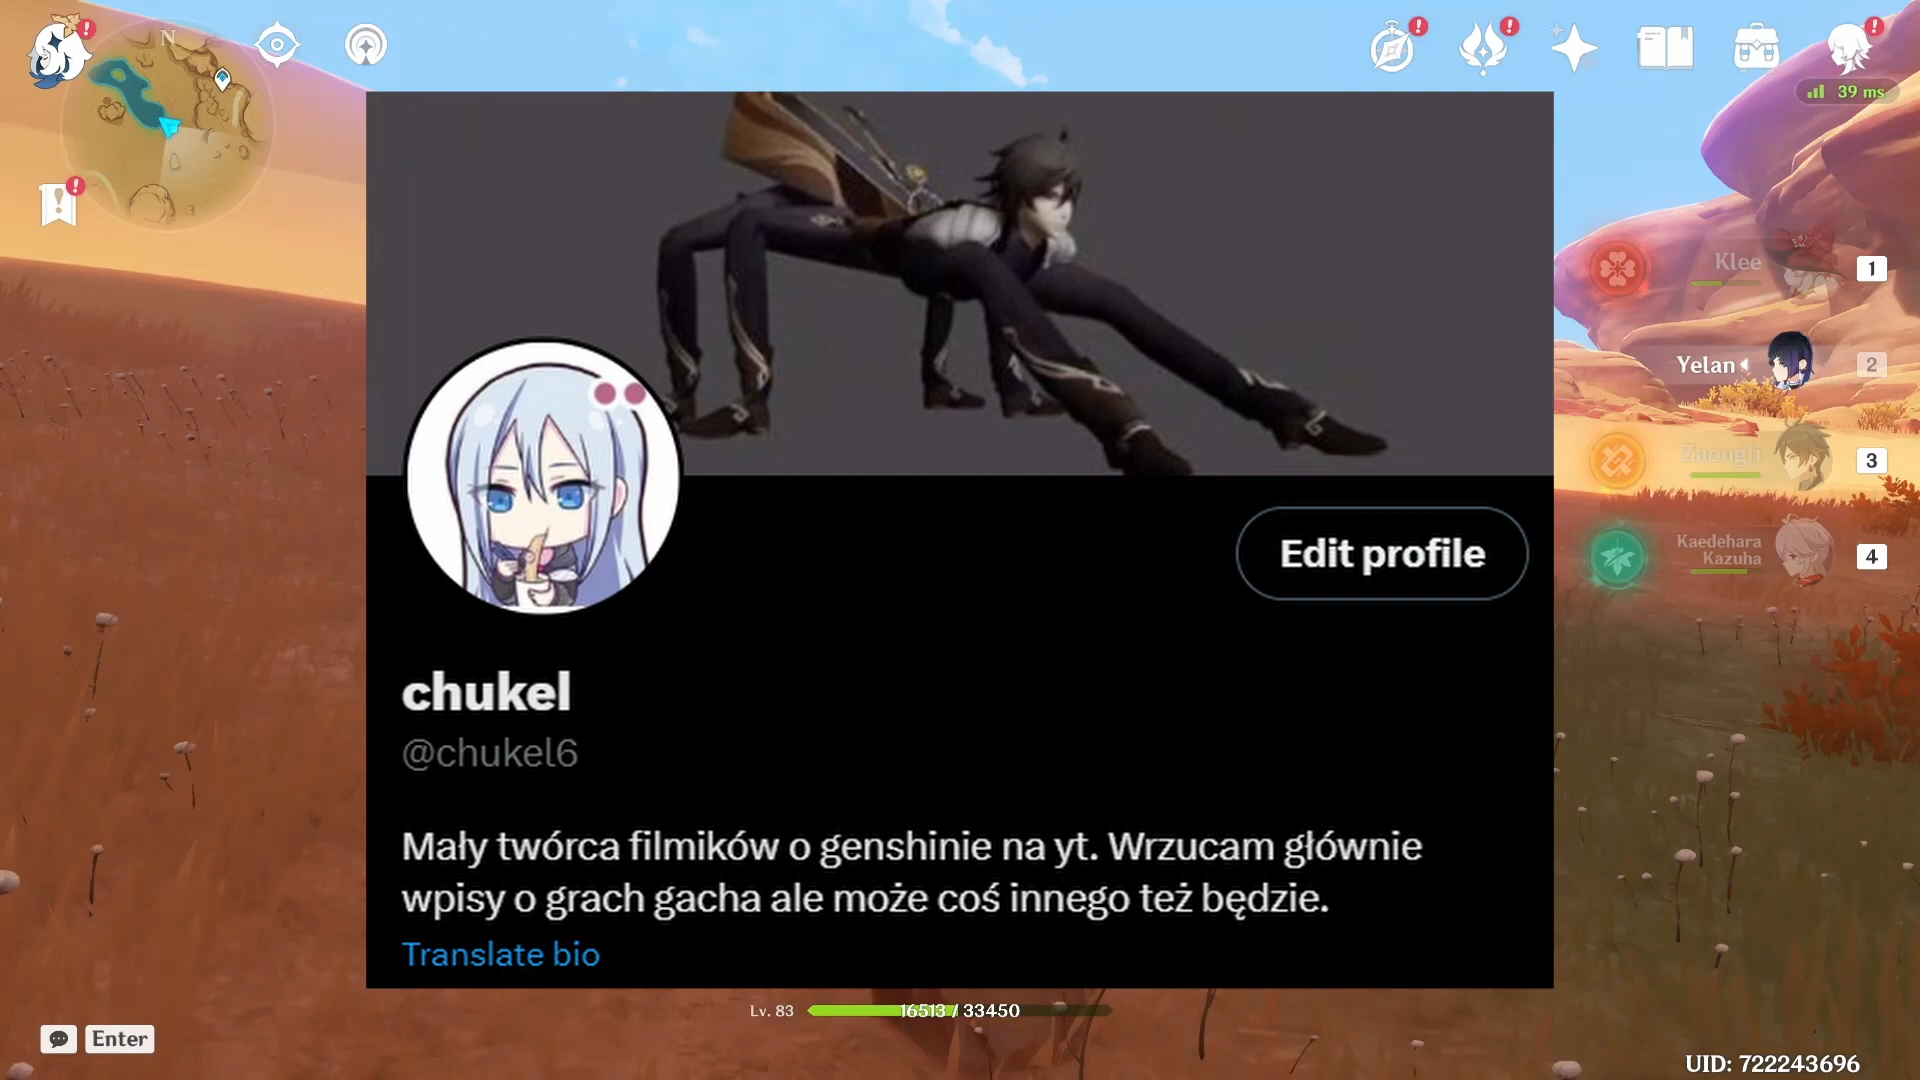 N
39 ms
Klee
1
Yelan
2
Zhongli
3
Kaedehara
Kazuha
4
Edit profile
chukel
@chukel6
Mały twórca filmików o genshinie na yt. Wrzucam głównie
wpisy o grach gacha ale może coś innego też będzie.
Translate bio
Lv. 83
16513 / 33450
Enter
UID: 722243696